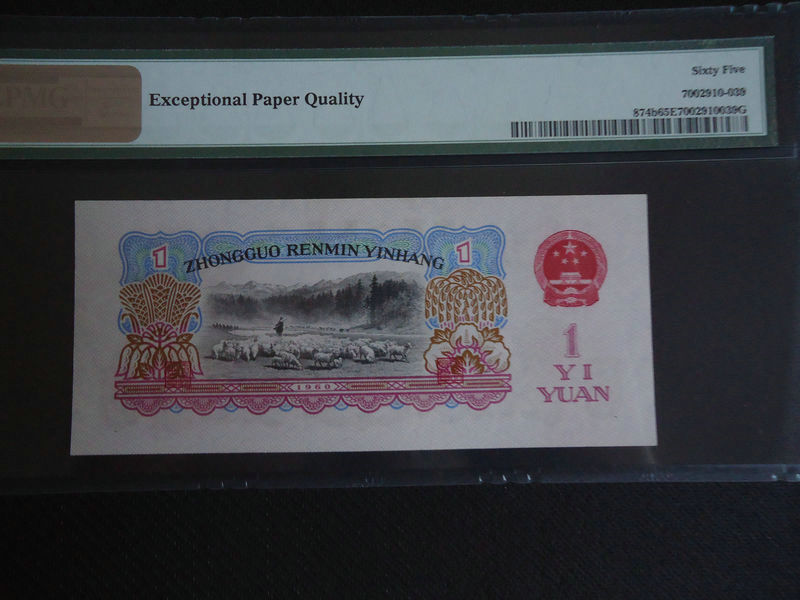 PMG
Sixty Five
Exceptional Paper Quality
7002910-039
874b65E7002910039G
1
ZHONGGUO RENMIN YINHANG
1
1960
1
YI
YUAN